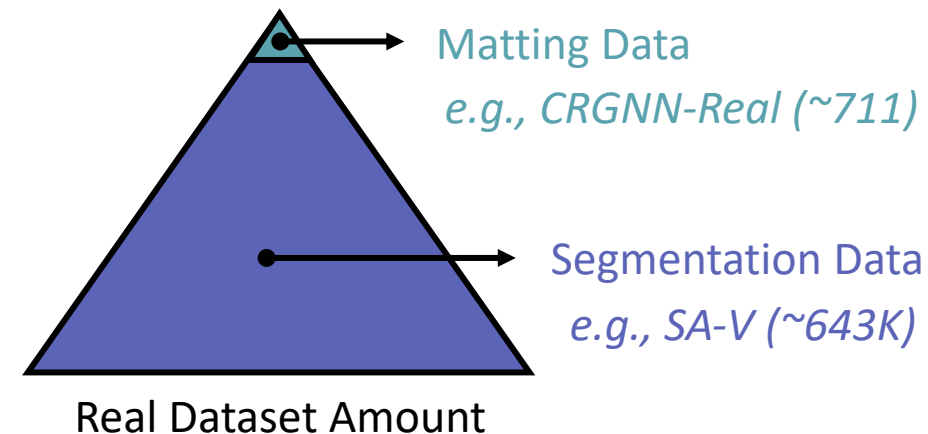 Matting Data
e.g., CRGNN-Real (~711)
Segmentation Data
e.g., SA-V (~643K)
Real Dataset Amount